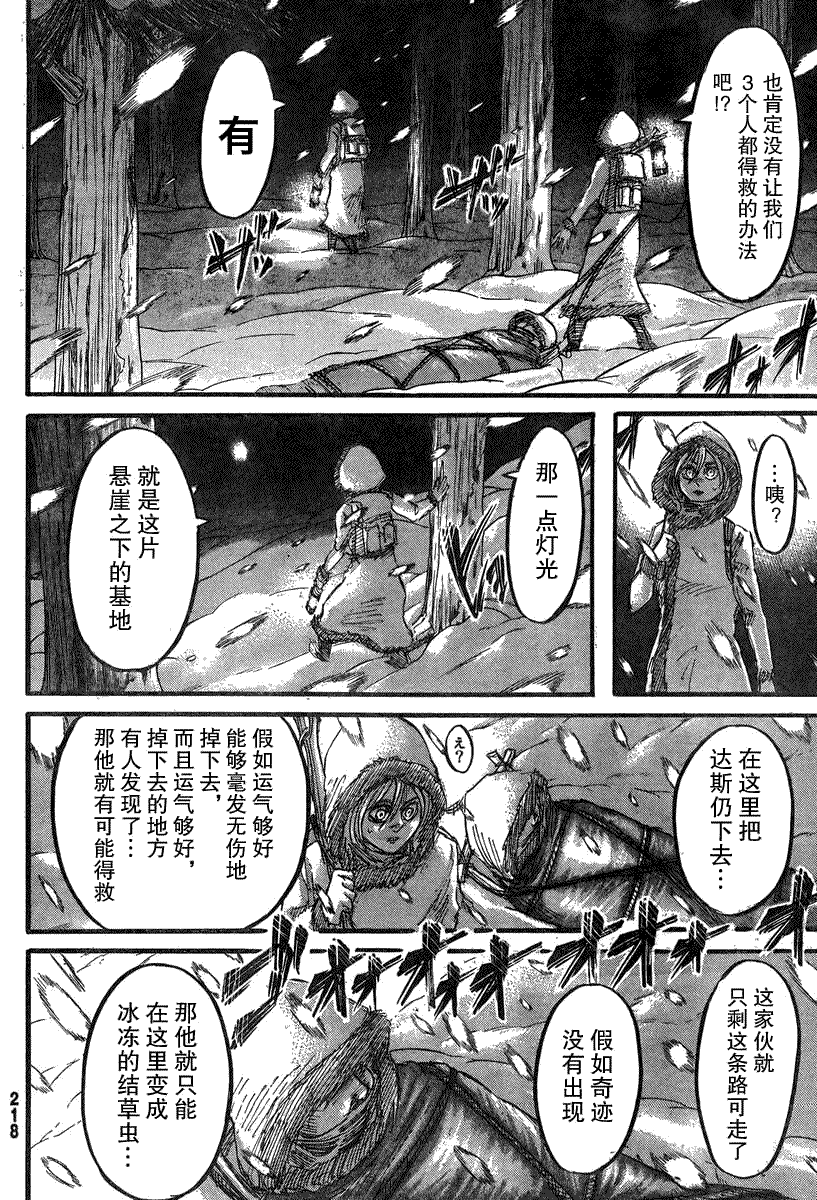 也肯定没有让我们
3个人都得救的办法
吧!?
有
ザッ
ザッ
…咦?
那一点灯光
就是这片
悬崖之下的基地
在这里把
达斯仍下去…
え?
假如运气够好
能够毫发无伤地
掉下去,
而且运气够好,
掉下去的地方
有人发现了…
那他就有可能得救
这家伙就
只剩这条路可走了
假如奇迹
没有出现
那他就只能
在这里变成
冰冻的结草虫…
218